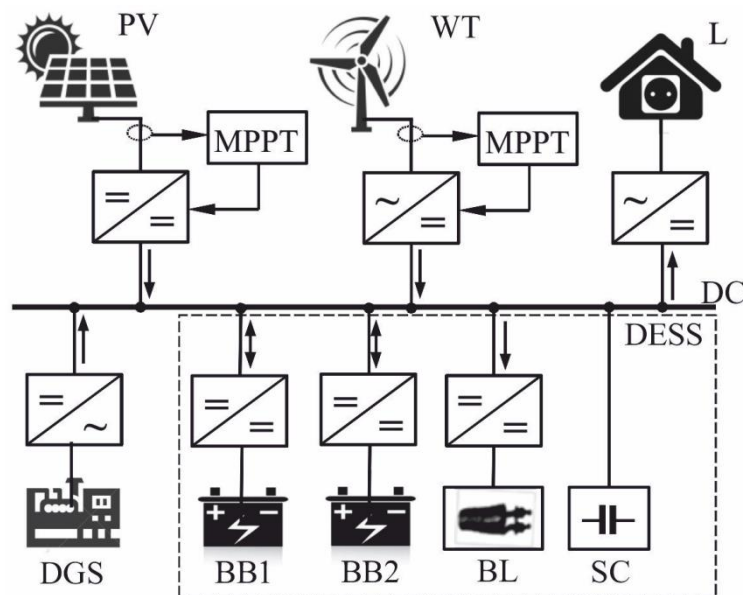 PV
WT
L
MPPT
MPPT
=
=
~
=
~
=
DC
DESS
=
~
=
=
=
=
=
=
+ −
+ −
DGS
BB1
BB2
BL
SC